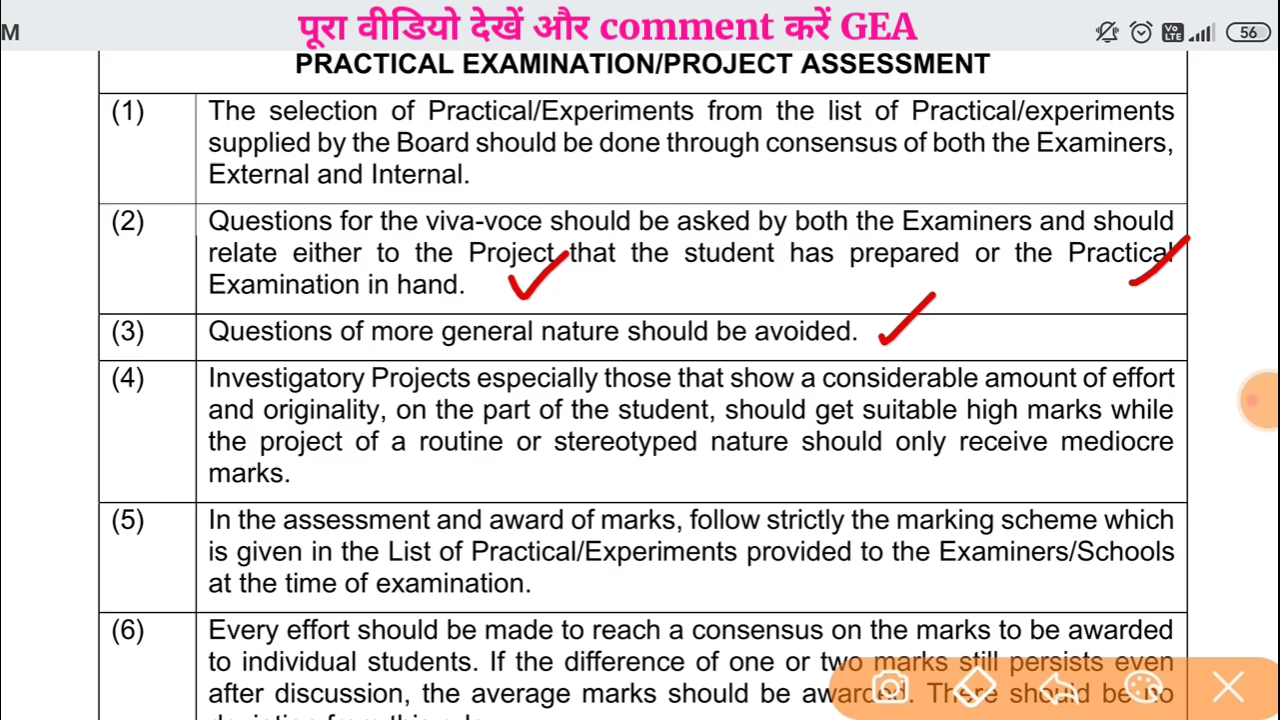 M
पूरा वीडियो देखें और comment करें GEA
Vo LTE
56
PRACTICAL EXAMINATION/PROJECT ASSESSMENT
(1) The selection of Practical/Experiments from the list of Practical/experiments
supplied by the Board should be done through consensus of both the Examiners,
External and Internal.
(2) Questions for the viva-voce should be asked by both the Examiners and should
relate either to the Project that the student has prepared or the Practical
Examination in hand.
(3) Questions of more general nature should be avoided.
(4) Investigatory Projects especially those that show a considerable amount of effort
and originality, on the part of the student, should get suitable high marks while
the project of a routine or stereotyped nature should only receive mediocre
marks.
(5) In the assessment and award of marks, follow strictly the marking scheme which
is given in the List of Practical/Experiments provided to the Examiners/Schools
at the time of examination.
(6) Every effort should be made to reach a consensus on the marks to be awarded
to individual students. If the difference of one or two marks still persists even
after discussion, the average marks should be awarded. There should be no